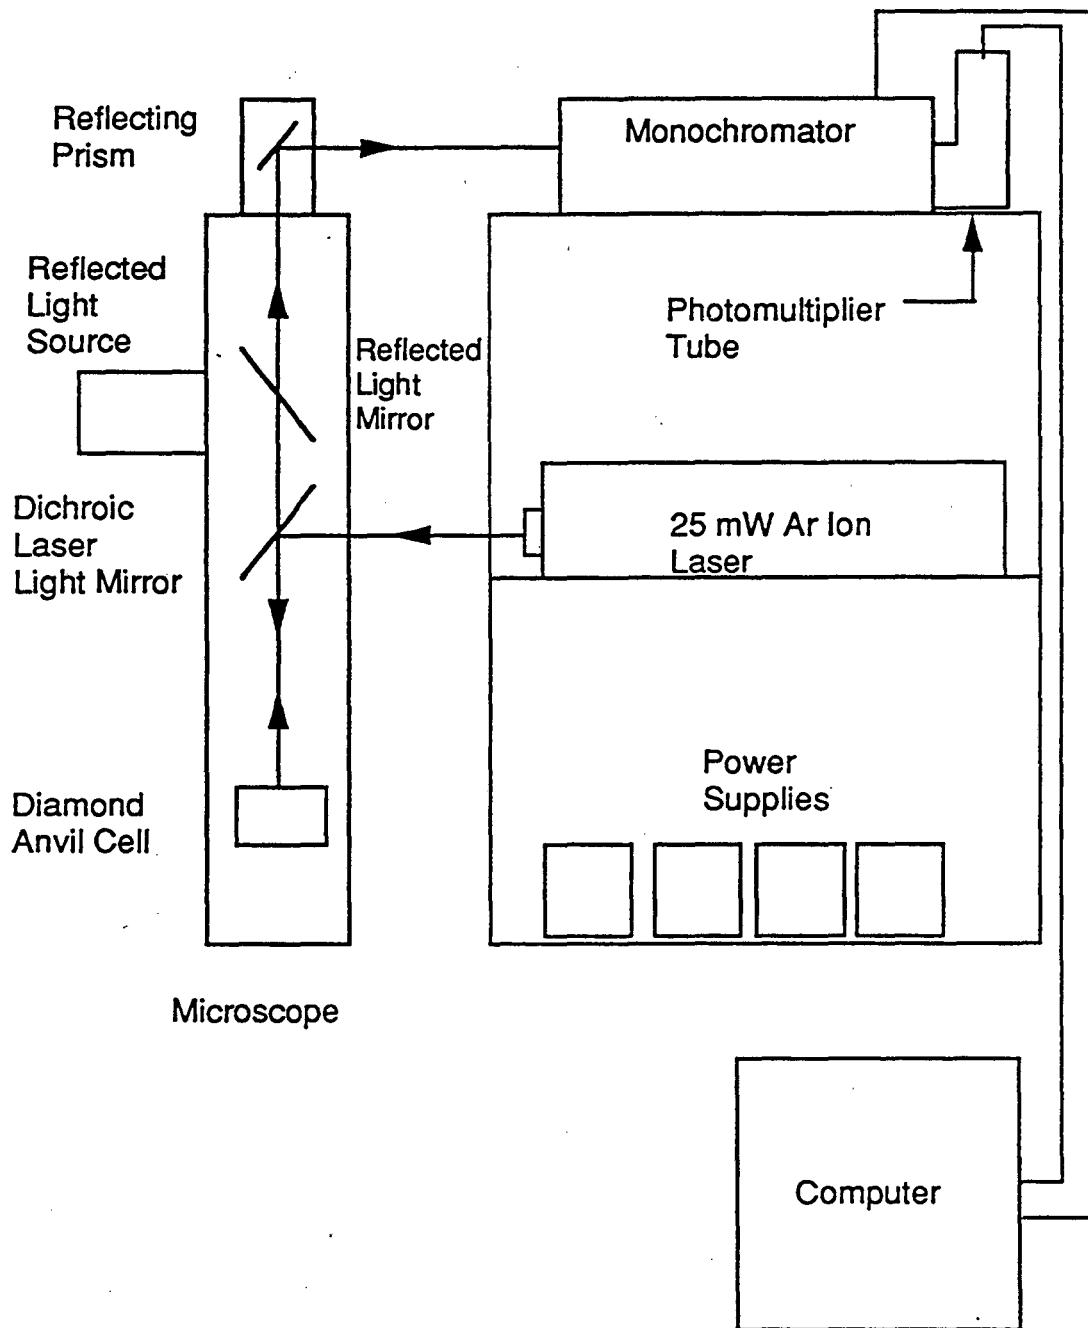 Reflecting
Prism
Monochromator
Reflected
Light
Source
Photomultiplier
Tube
Reflected
Light
Mirror
Dichroic
Laser
Light Mirror
25 mW Ar Ion
Laser
Power
Supplies
Diamond
Anvil Cell
Microscope
Computer